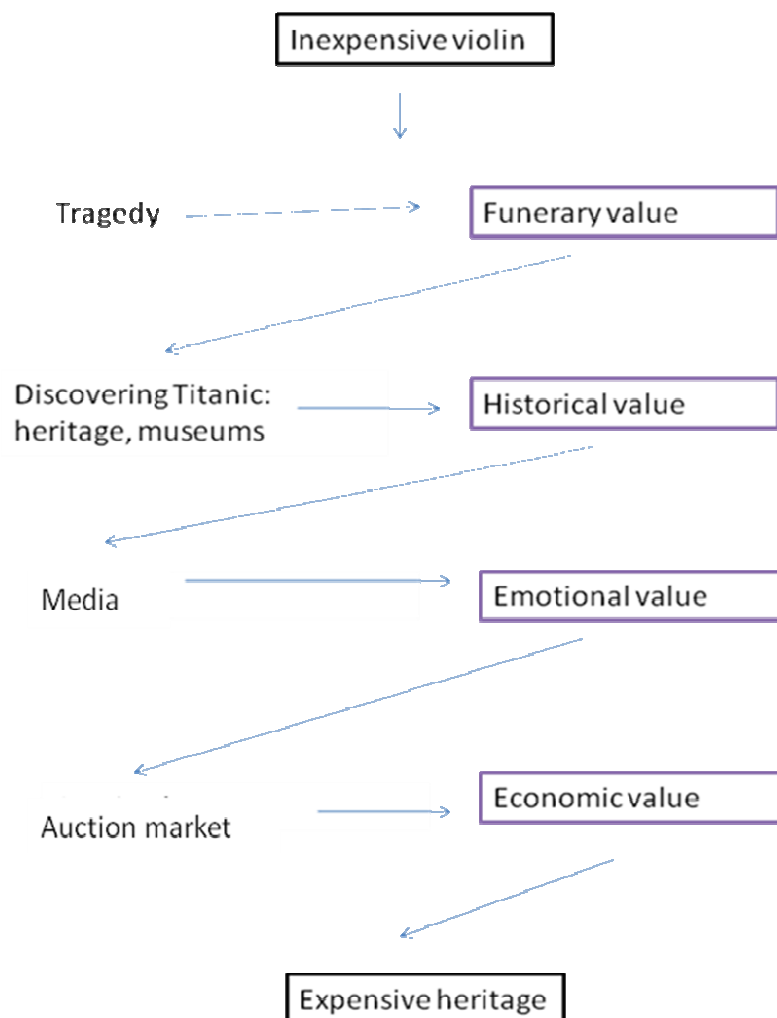 Inexpensive violin
Tragedy
Funerary value
Discovering Titanic:
heritage, museums
Historical value
Media
Emotional value
Auction market
Economic value
Expensive heritage